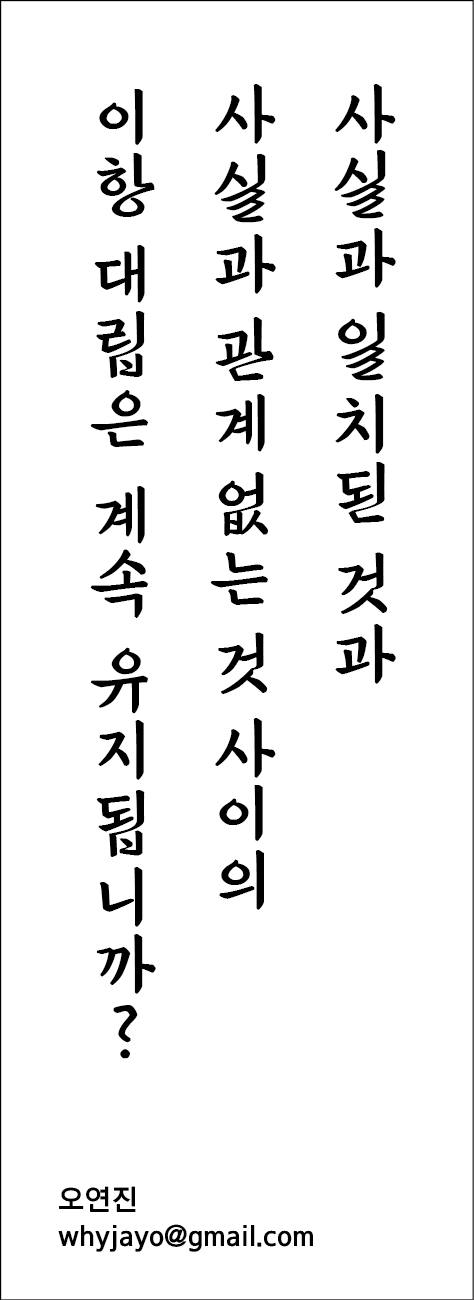 사실과 일치된 것과
사실과 관계 없는 것 사이의
이항 대립은 계속 유지됩니까?
오연진
whyjayo@gmail.com